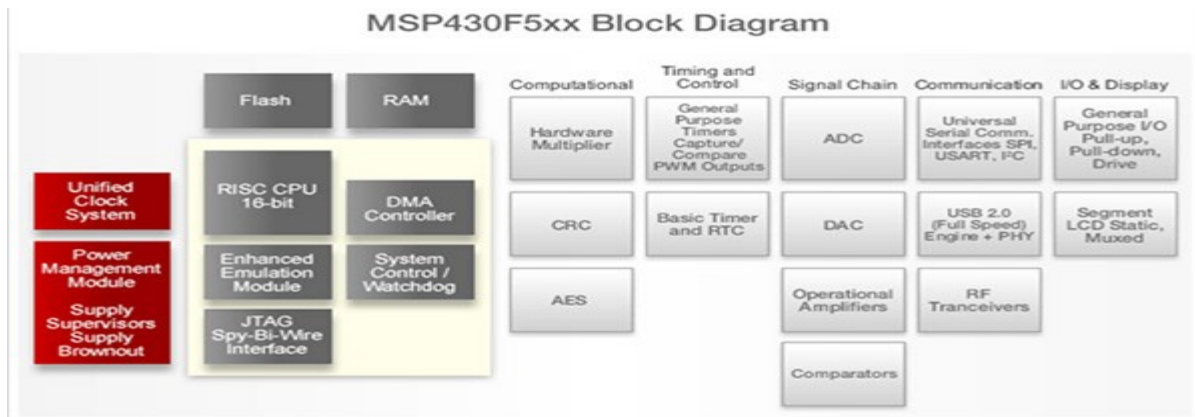 MSP430F5xx Block Diagram
Unified
Clock
System
Power
Management
Module
Supply
Supervisors
Supply
Brownout
Flash
RAM
RISC CPU
16-bit
DMA
Controller
Enhanced
Emulation
Module
System
Control /
Watchdog
JTAG
Spy-Bi-Wire
Interface
Computational
Hardware
Multiplier
CRC
AES
Timing and
Control
General
Purpose
Timers
Capture/
Compare
PWM Outputs
Basic Timer
and RTC
Signal Chain
ADC
DAC
Operational
Amplifiers
Comparators
Communication
Universal
Serial Comm.
Interfaces SPI,
USART, I²C
USB 2.0
(Full Speed)
Engine + PHY
RF
Tranceivers
I/O & Display
General
Purpose I/O
Pull-up,
Pull-down,
Drive
Segment
LCD Static,
Muxed